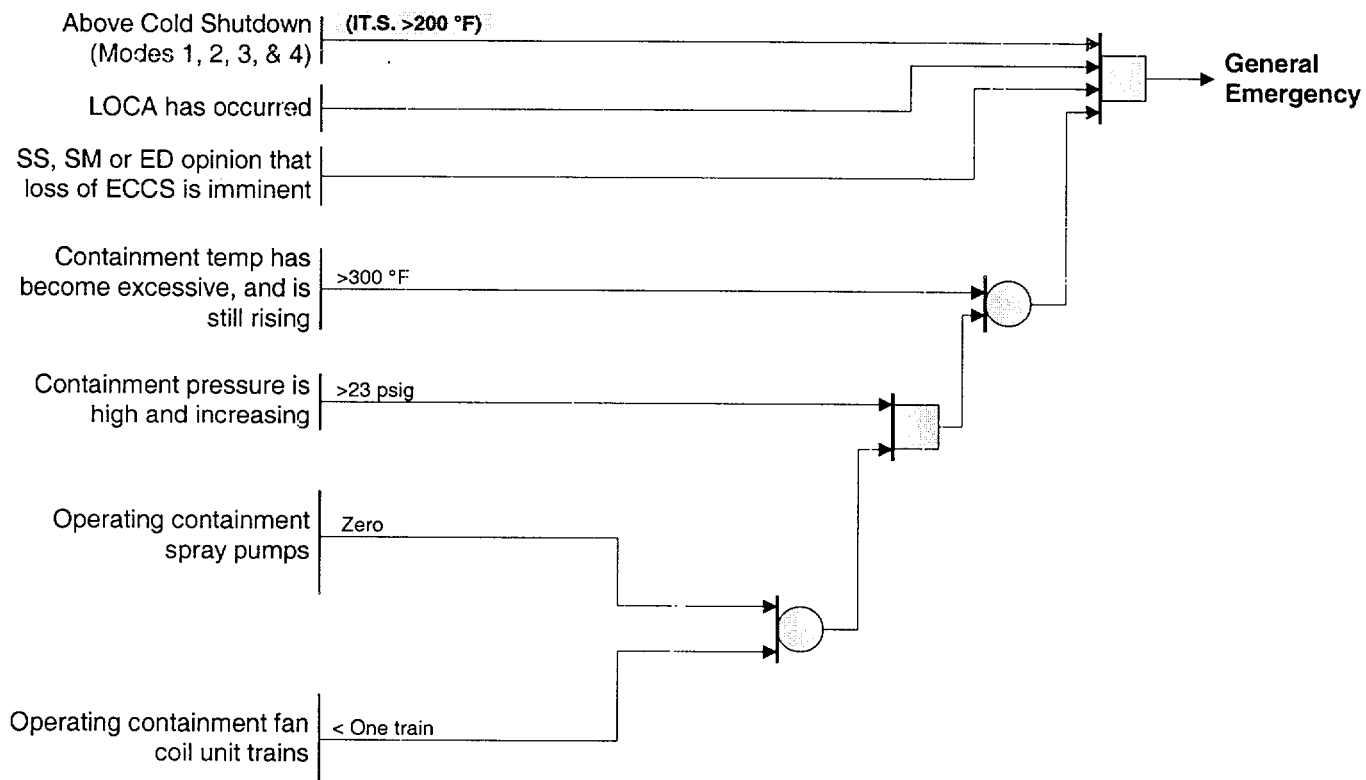 Above Cold Shutdown
(Modes 1, 2, 3, & 4)
(IT.S. >200 °F)
General
Emergency
LOCA has occurred
SS, SM or ED opinion that
loss of ECCS is imminent
Containment temp has
become excessive, and is
still rising
>300 °F
Containment pressure is
high and increasing
>23 psig
Operating containment
spray pumps
Zero
Operating containment fan
coil unit trains
< One train